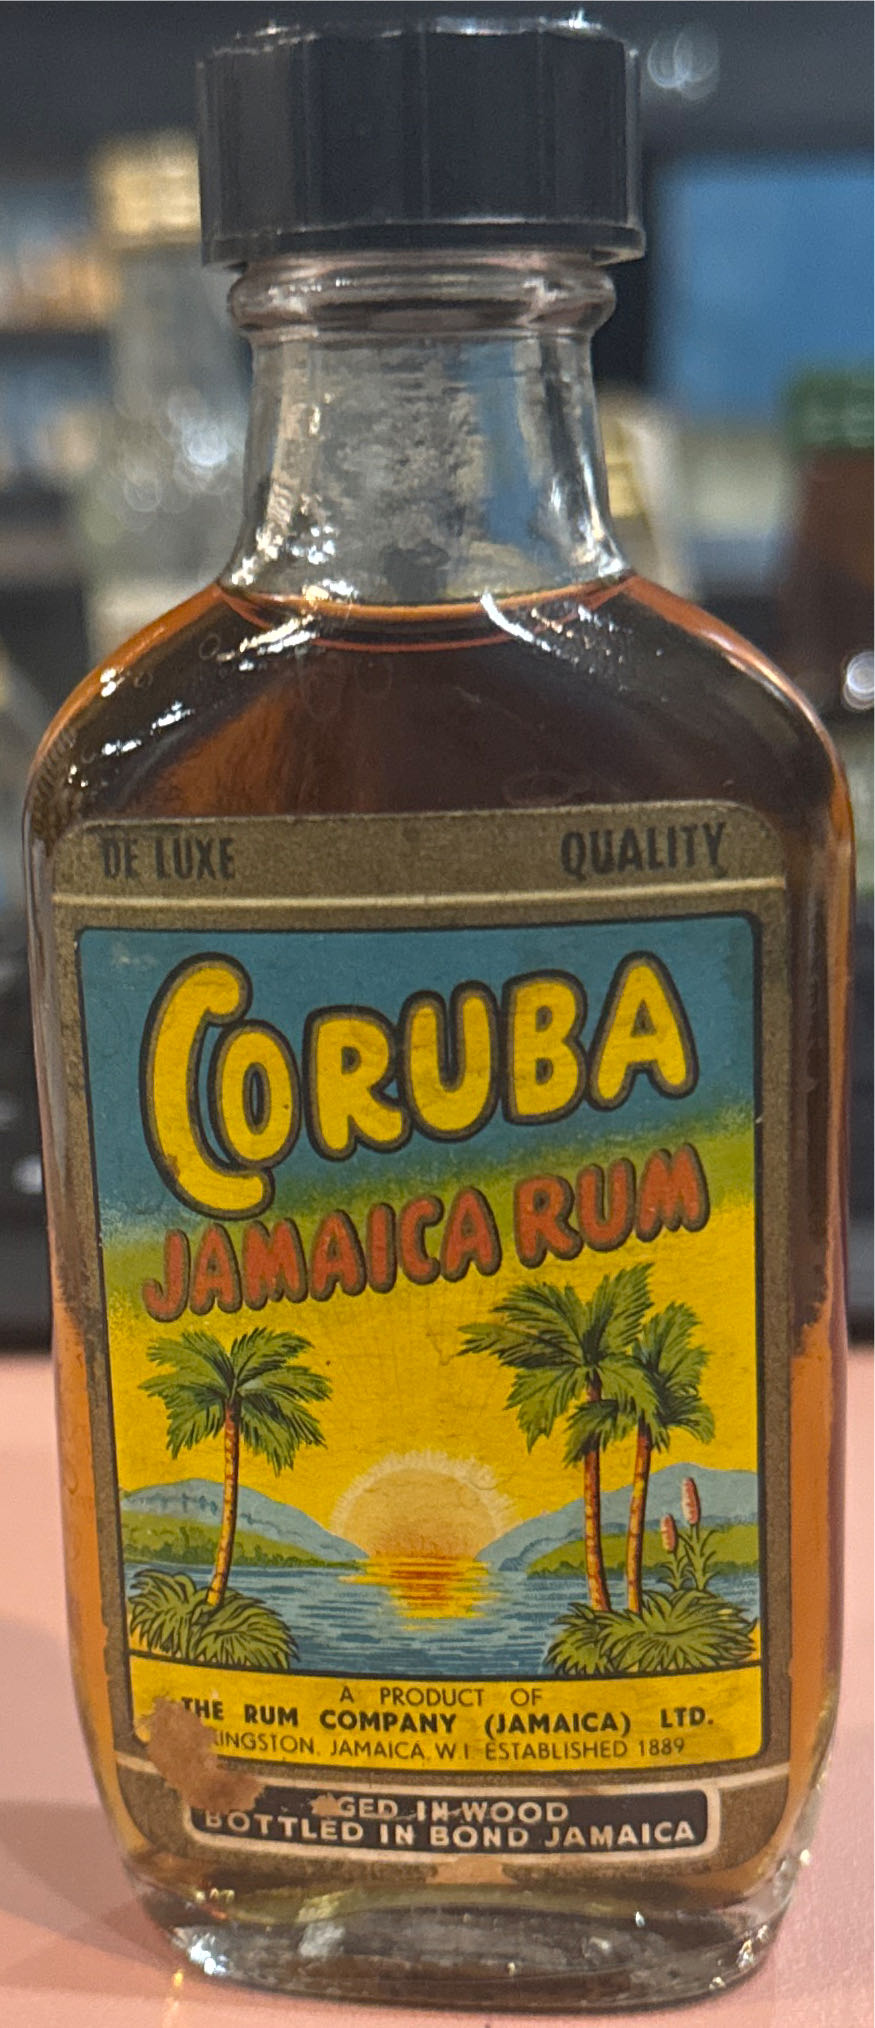 DE LUXE QUALITY
CORUBA
JAMAICA RUM
A PRODUCT OF
THE RUM COMPANY (JAMAICA) LTD.
KINGSTON, JAMAICA, W.I. ESTABLISHED 1889
AGED IN WOOD
BOTTLED IN BOND JAMAICA